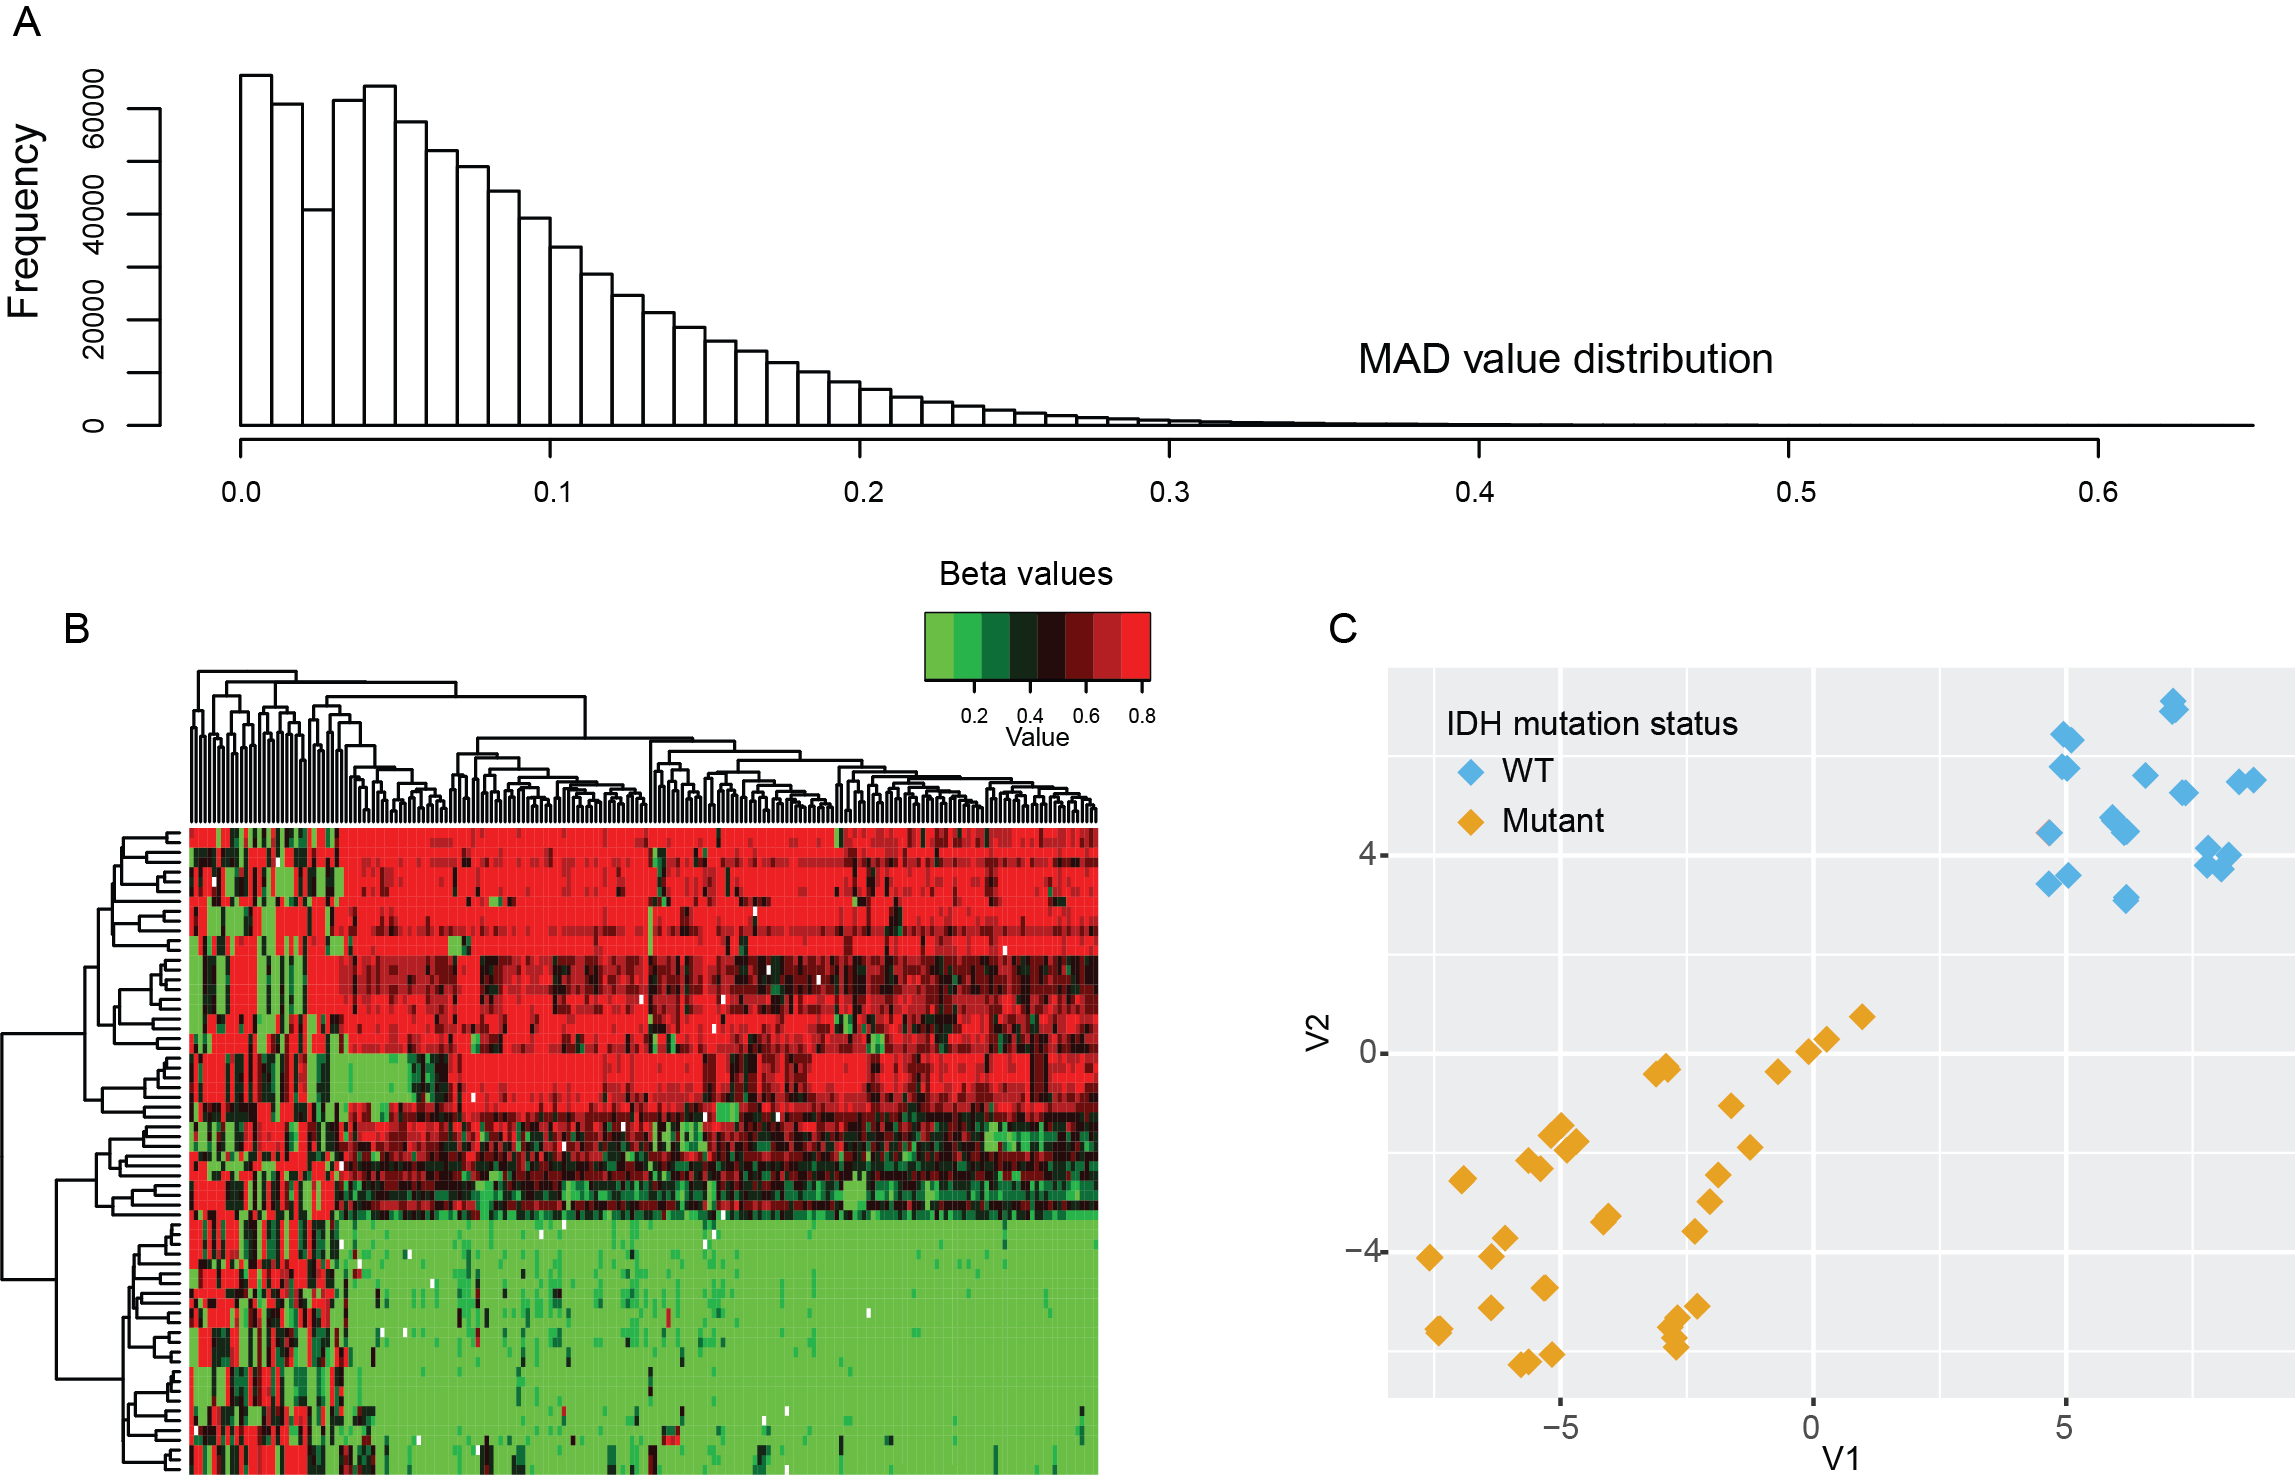 A
Frequency
0
20000
40000
60000
MAD value distribution
0.0 0.1 0.2 0.3 0.4 0.5 0.6
Beta values
0.2 0.4 0.6 0.8
Value
B
C
IDH mutation status
WT
Mutant
V2
4
0
−4
−5 0 5
V1